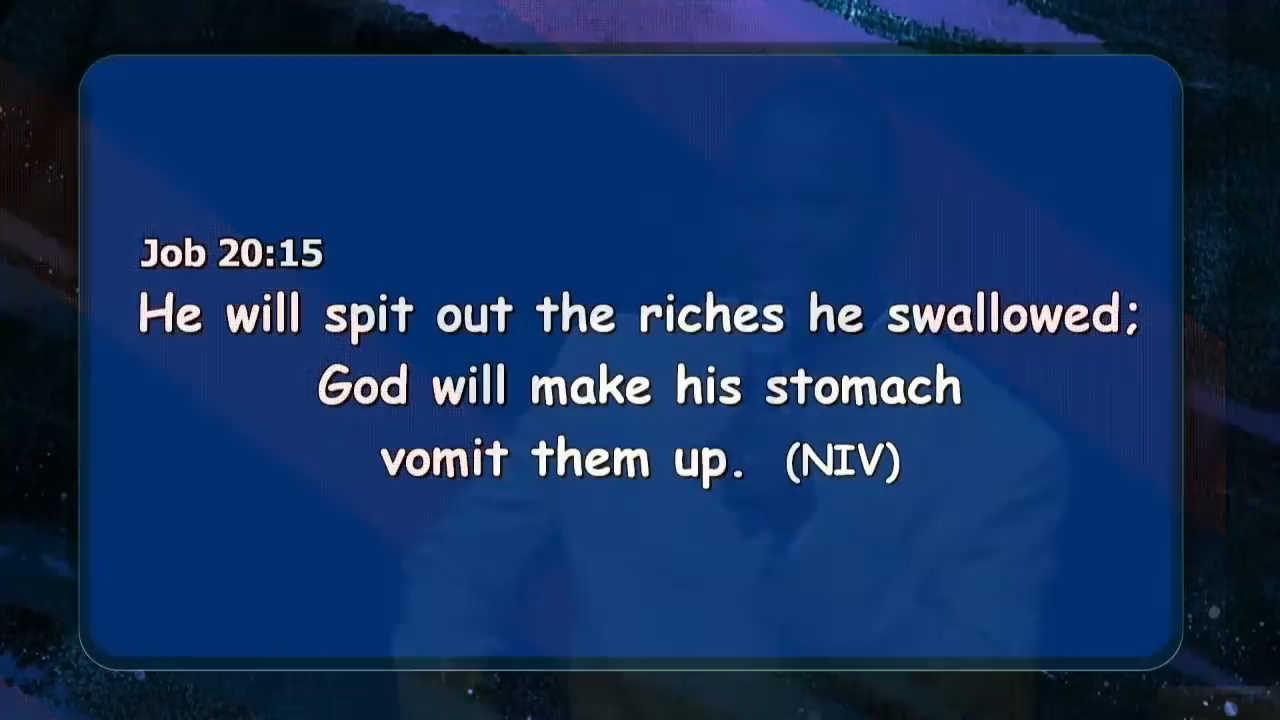 Job 20:15
He will spit out the riches he swallowed;
God will make his stomach
vomit them up. (NIV)